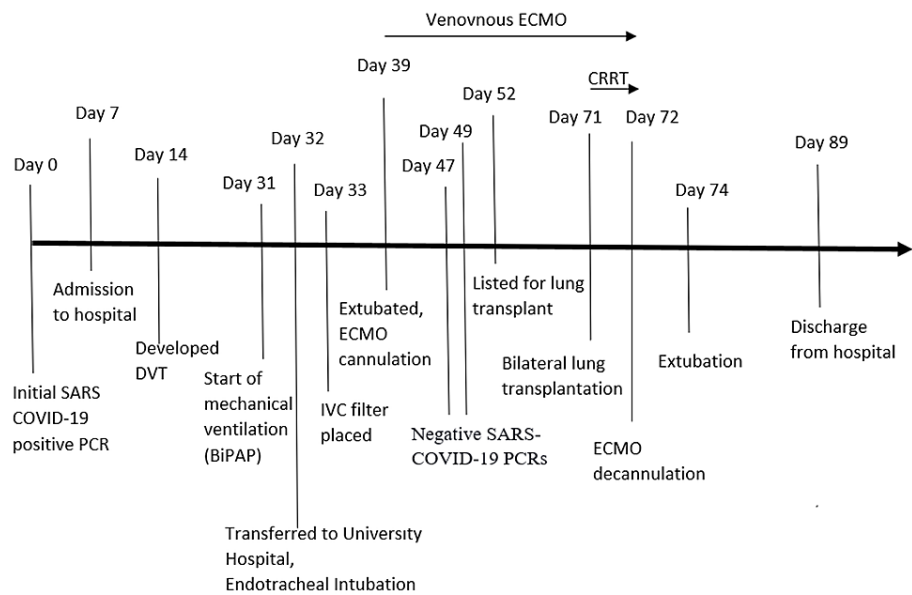 Venovnous ECMO
Day 39
CRRT
Day 7
Day 52
Day 32
Day 49
Day 71
Day 72
Day 0
Day 14
Day 31
Day 33
Day 47
Day 74
Day 89
Admission
to hospital
Developed
DVT
Initial SARS
COVID-19
positive PCR
Start of
mechanical
ventilation
(BiPAP)
Transferred to University
Hospital,
Endotracheal Intubation
IVC filter
placed
Extubated,
ECMO
cannulation
Negative SARS-
COVID-19 PCRs
Listed for lung
transplant
Bilateral lung
transplantation
ECMO
decannulation
Extubation
Discharge
from hospital